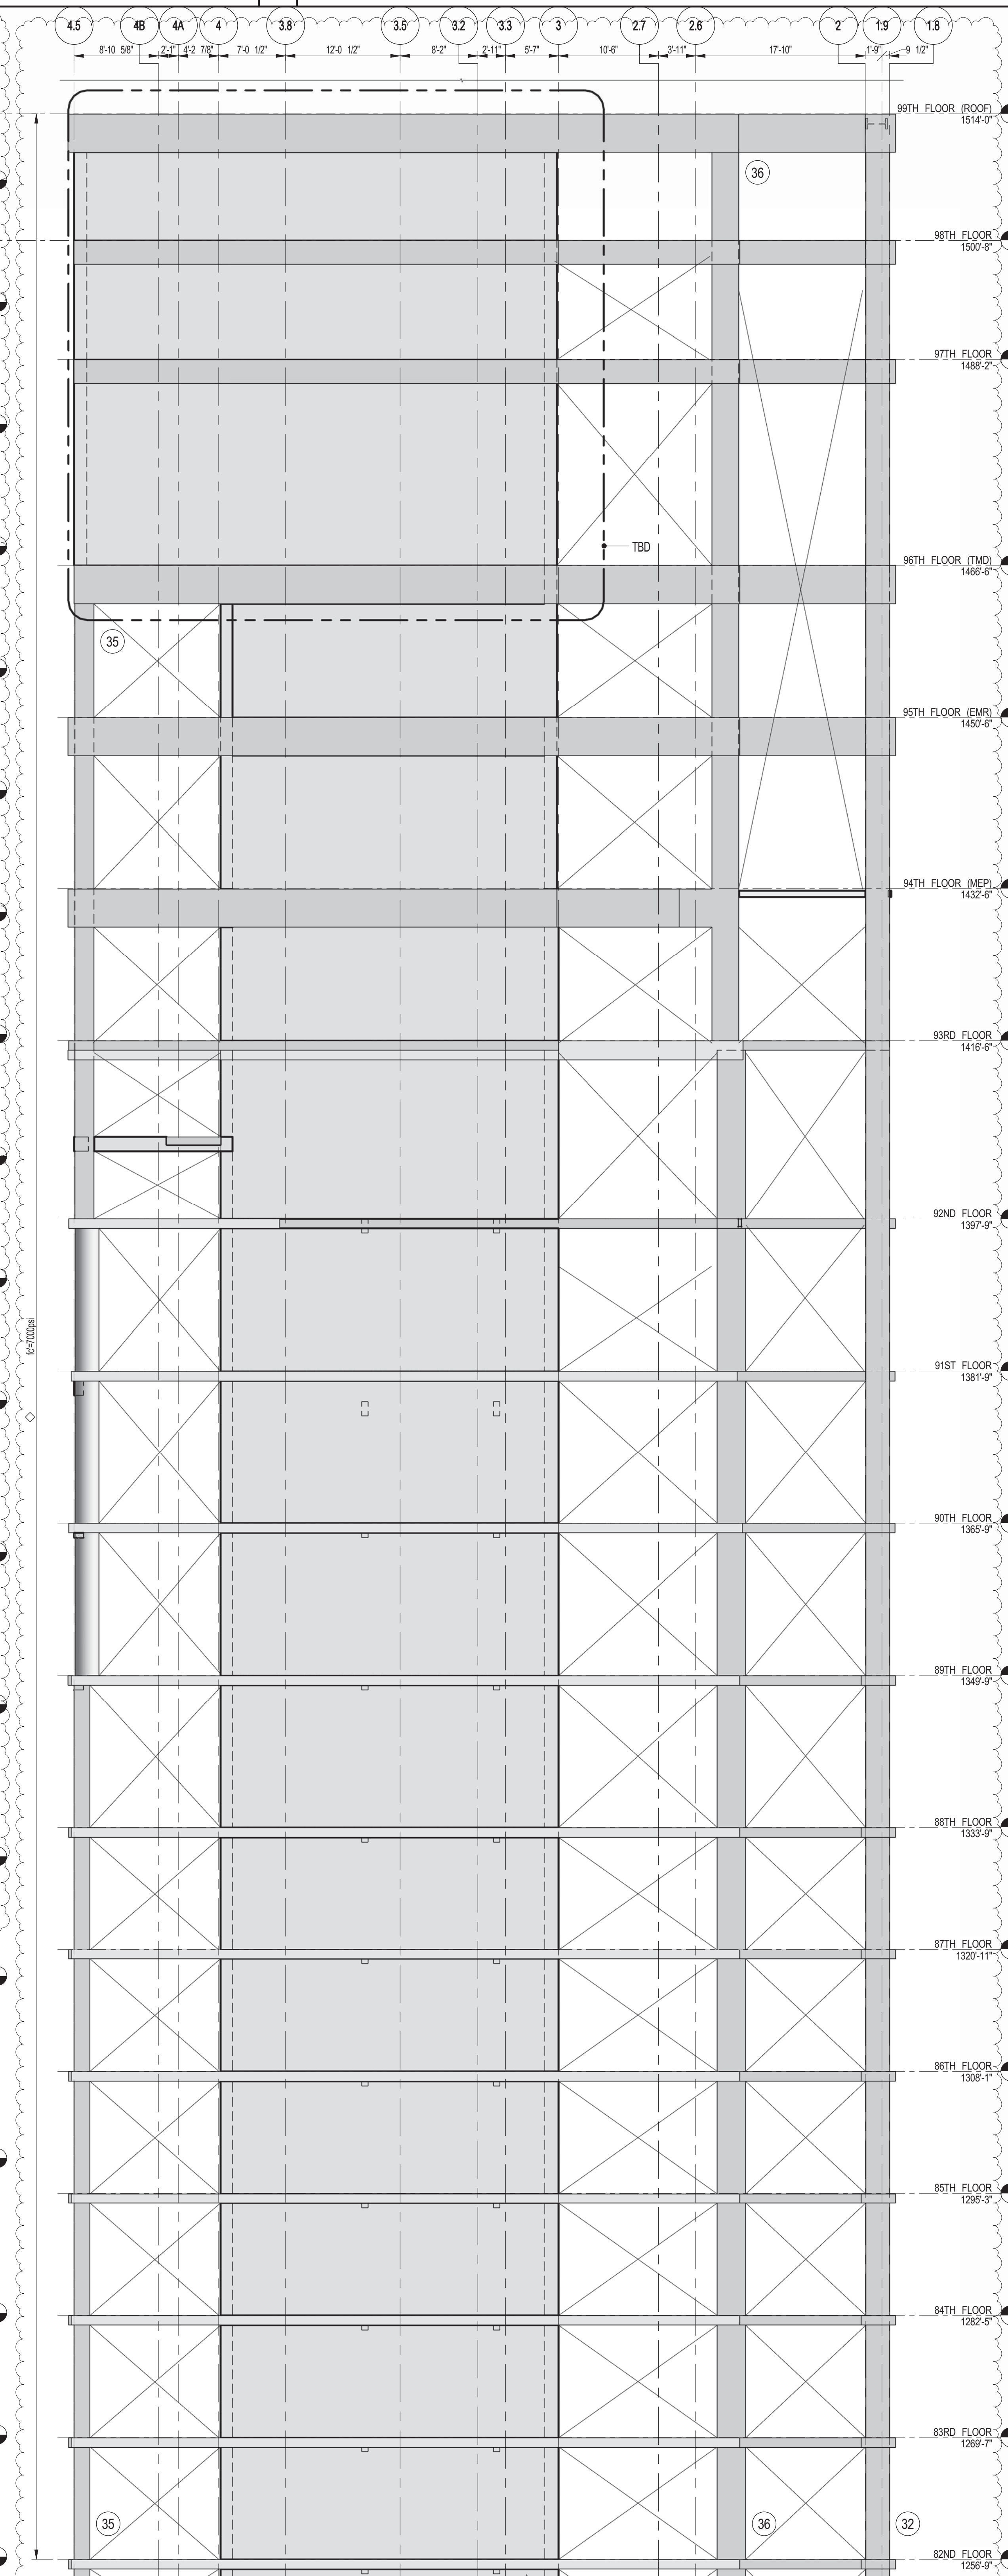 4.5 4B 4A 4 3.8 3.5 3.2 3.3 3 2.7 2.6 2 1.9 1.8
8'-10 5/8" 2'-1" 4'-2 7/8" 7'-0 1/2" 12'-0 1/2" 8'-2" 2'-11" 5'-7" 10'-6" 3'-11" 17'-10" 1'-9" 9 1/2"
99TH FLOOR (ROOF)
1514'-0"
36
98TH FLOOR
1500'-8"
97TH FLOOR
1488'-2"
TBD
96TH FLOOR (TMD)
1466'-6"
35
95TH FLOOR (EMR)
1450'-6"
94TH FLOOR (MEP)
1432'-6"
93RD FLOOR
1416'-6"
92ND FLOOR
1397'-9"
fc'=7000psi
91ST FLOOR
1381'-9"
90TH FLOOR
1365'-9"
89TH FLOOR
1349'-9"
88TH FLOOR
1333'-9"
87TH FLOOR
1320'-11"
86TH FLOOR
1308'-1"
85TH FLOOR
1295'-3"
84TH FLOOR
1282'-5"
83RD FLOOR
1269'-7"
35 36 32
82ND FLOOR
1256'-9"